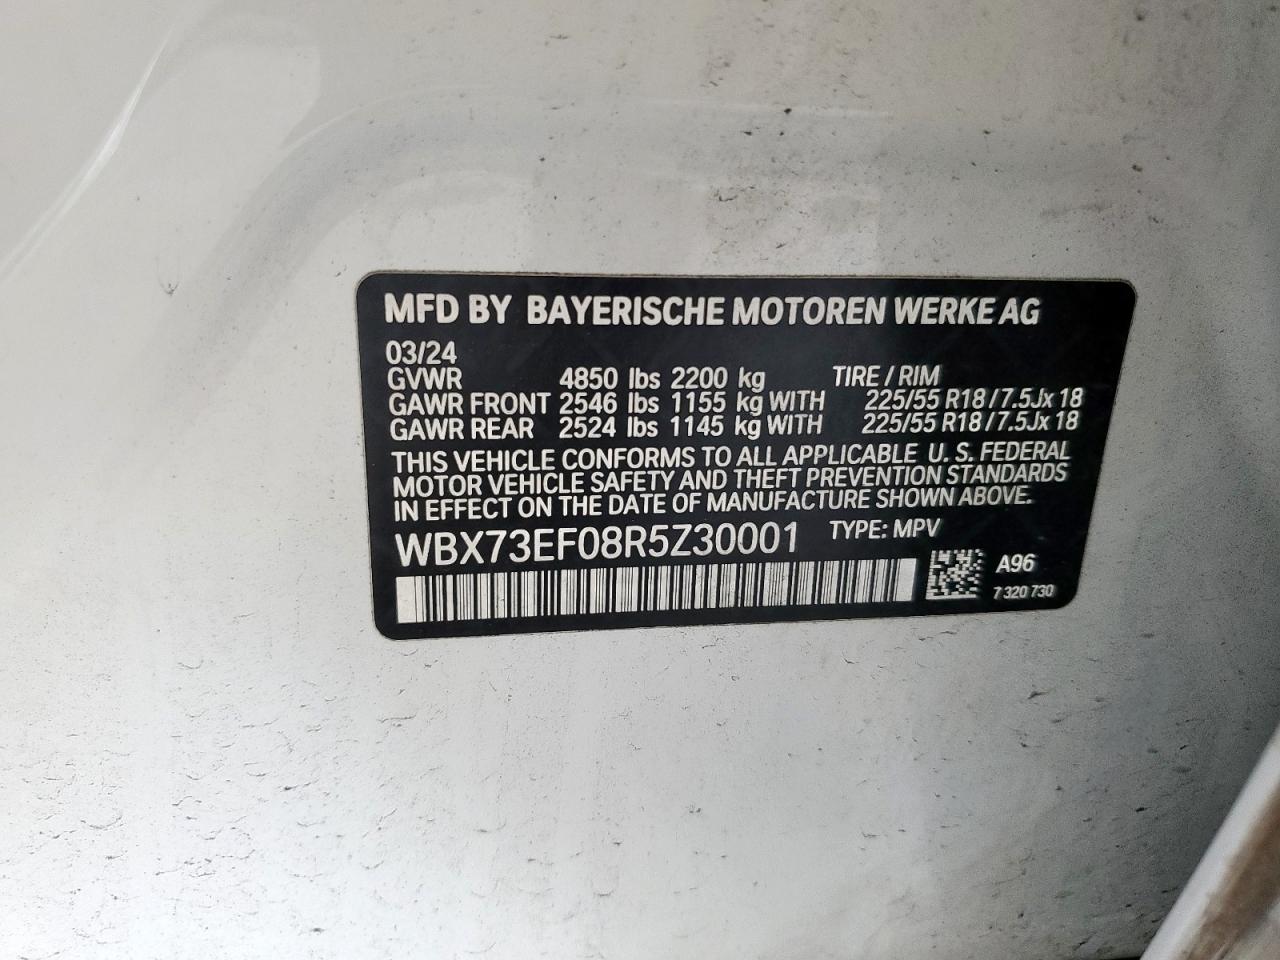 MFD BY BAYERISCHE MOTOREN WERKE AG
03/24
GVWR 4850 lbs 2200 kg TIRE / RIM
GAWR FRONT 2546 lbs 1155 kg WITH 225/55 R18 / 7.5Jx 18
GAWR REAR 2524 lbs 1145 kg WITH 225/55 R18 / 7.5Jx 18
THIS VEHICLE CONFORMS TO ALL APPLICABLE U. S. FEDERAL
MOTOR VEHICLE SAFETY AND THEFT PREVENTION STANDARDS
IN EFFECT ON THE DATE OF MANUFACTURE SHOWN ABOVE.
WBX73EF08R5Z30001 TYPE: MPV
A96
7 320 730